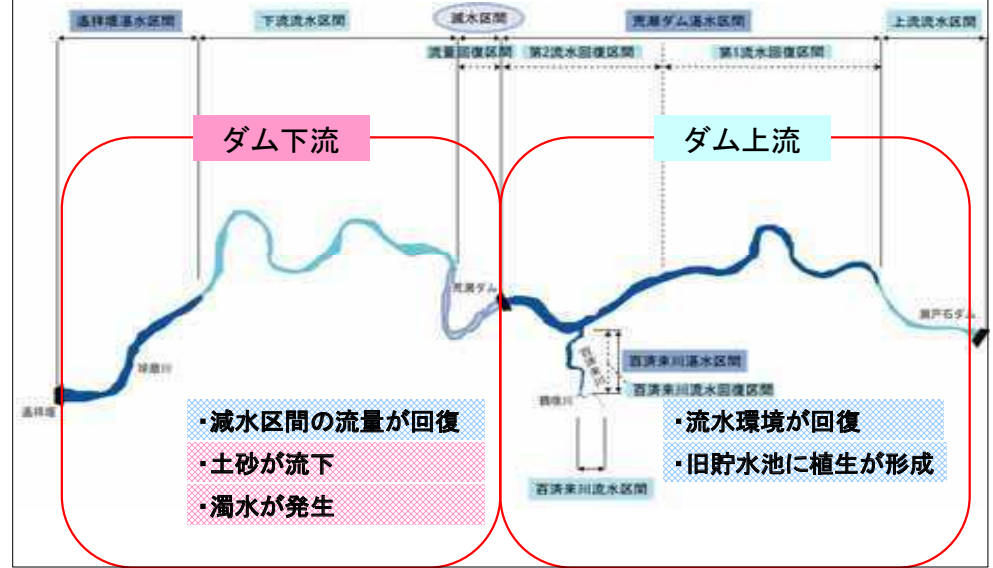 遙拝堰湛水区間
下流流水区間
減水区間
荒瀬ダム湛水区間
上流流水区間
流量回復区間
第2流水回復区間
第1流水回復区間
ダム下流
ダム上流
荒瀬ダム
瀬戸石ダム
球磨川
遙拝堰
百済来川
百済来川湛水区間
百済来川流水回復区間
・減水区間の流量が回復
・土砂が流下
・濁水が発生
・流水環境が回復
・旧貯水池に植生が形成
百済来川流水区間